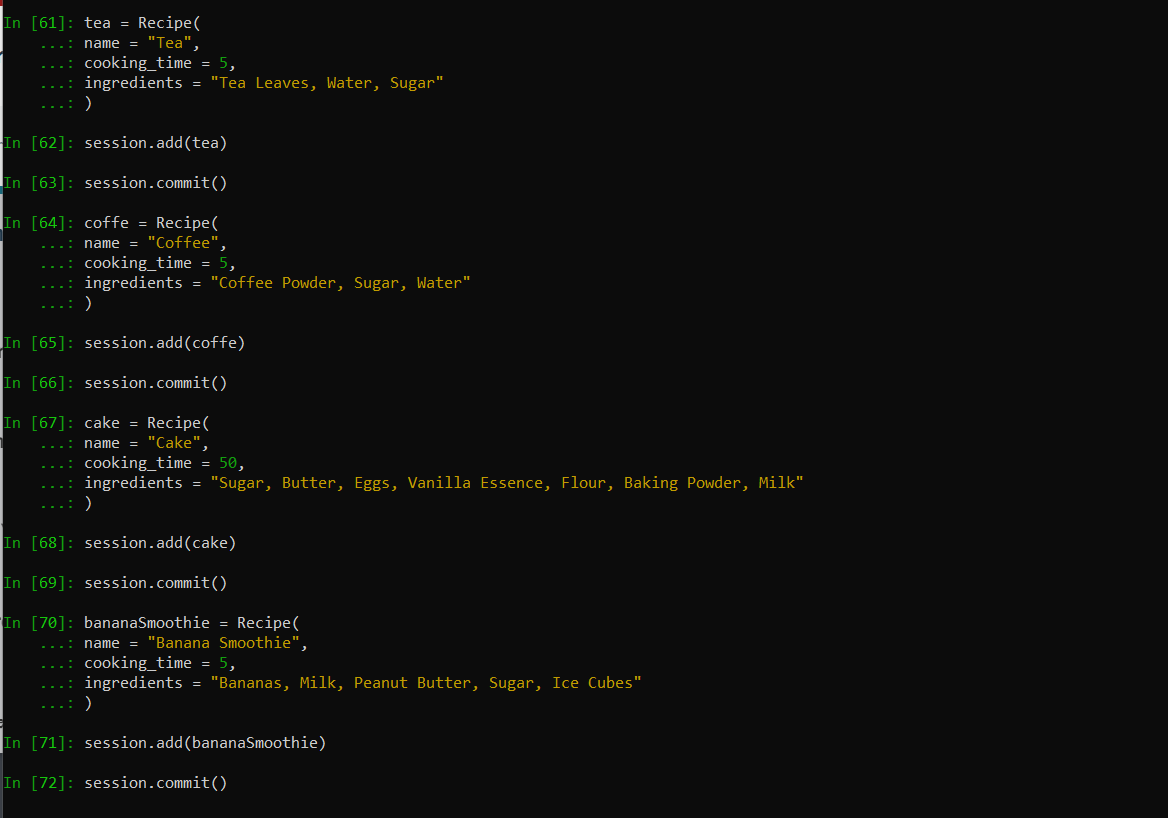 In [61]: tea = Recipe(
...: name = "Tea",
...: cooking_time = 5,
...: ingredients = "Tea Leaves, Water, Sugar"
...: )
In [62]: session.add(tea)
In [63]: session.commit()
In [64]: coffe = Recipe(
...: name = "Coffee",
...: cooking_time = 5,
...: ingredients = "Coffee Powder, Sugar, Water"
...: )
In [65]: session.add(coffe)
In [66]: session.commit()
In [67]: cake = Recipe(
...: name = "Cake",
...: cooking_time = 50,
...: ingredients = "Sugar, Butter, Eggs, Vanilla Essence, Flour, Baking Powder, Milk"
...: )
In [68]: session.add(cake)
In [69]: session.commit()
In [70]: bananaSmoothie = Recipe(
...: name = "Banana Smoothie",
...: cooking_time = 5,
...: ingredients = "Bananas, Milk, Peanut Butter, Sugar, Ice Cubes"
...: )
In [71]: session.add(bananaSmoothie)
In [72]: session.commit()